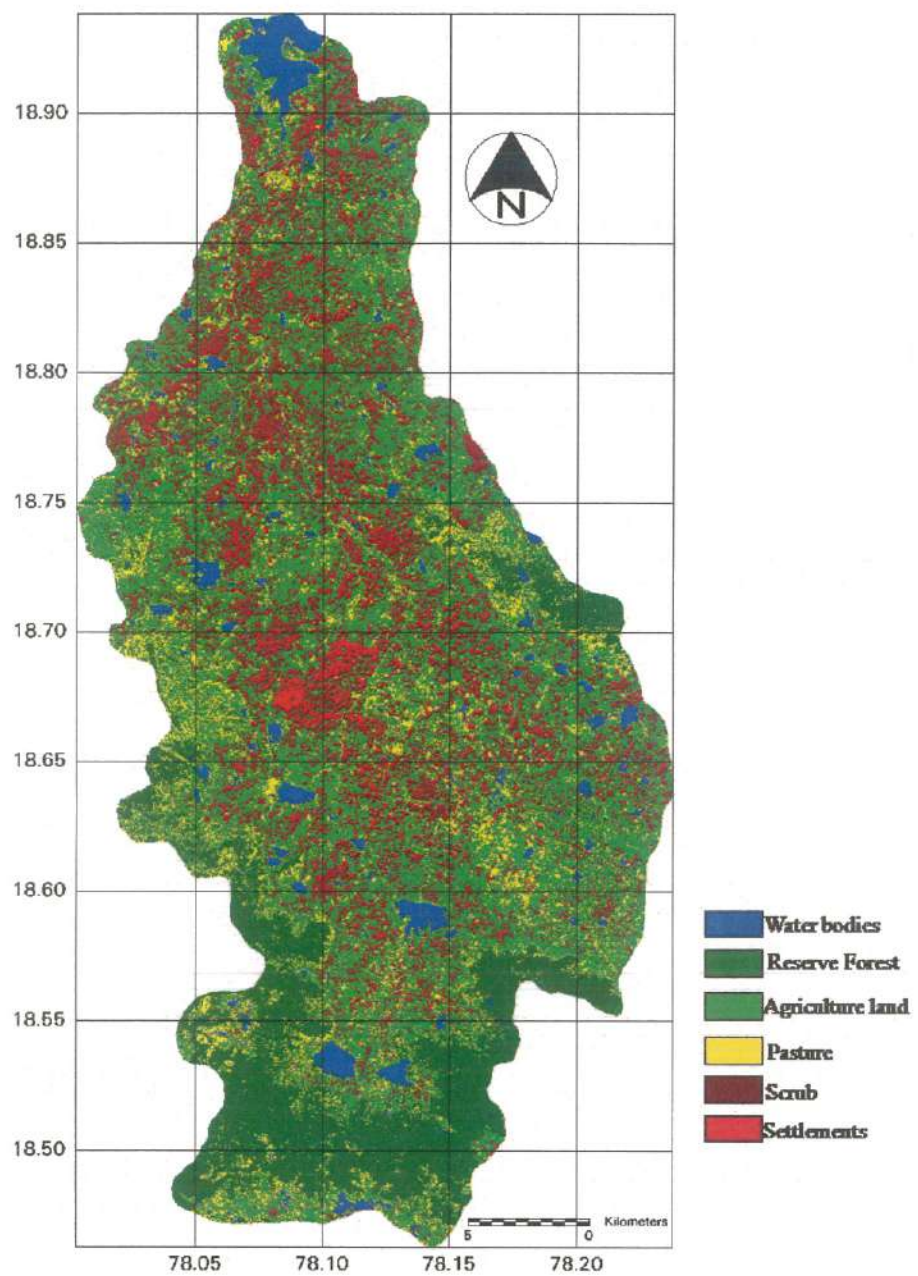 18.90
N
18.85
18.80
18.75
18.70
18.65
18.60
Water bodies
Reserve Forest
18.55
Agriculture land
Pasture
Scrub
18.50
Settlements
5 0 Kilometers
78.05 78.10 78.15 78.20